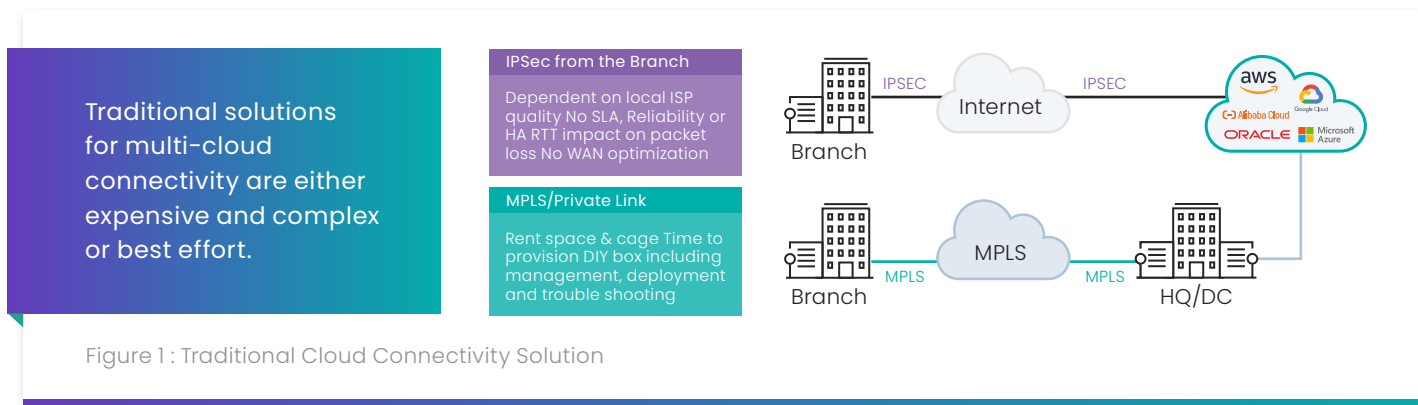 Traditional solutions
for multi-cloud
connectivity are either
expensive and complex
or best effort.
IPSec from the Branch
Dependent on local ISP
quality No SLA, Reliability or
HA RTT impact on packet
loss No WAN optimization
MPLS/Private Link
Rent space & cage Time to
provision DIY box including
management, deployment
and trouble shooting
IPSEC
Internet
IPSEC
Branch
aws
Google Cloud
Alibaba Cloud
ORACLE
Microsoft
Azure
MPLS
MPLS
MPLS
Branch
HQ/DC
Figure 1 : Traditional Cloud Connectivity Solution